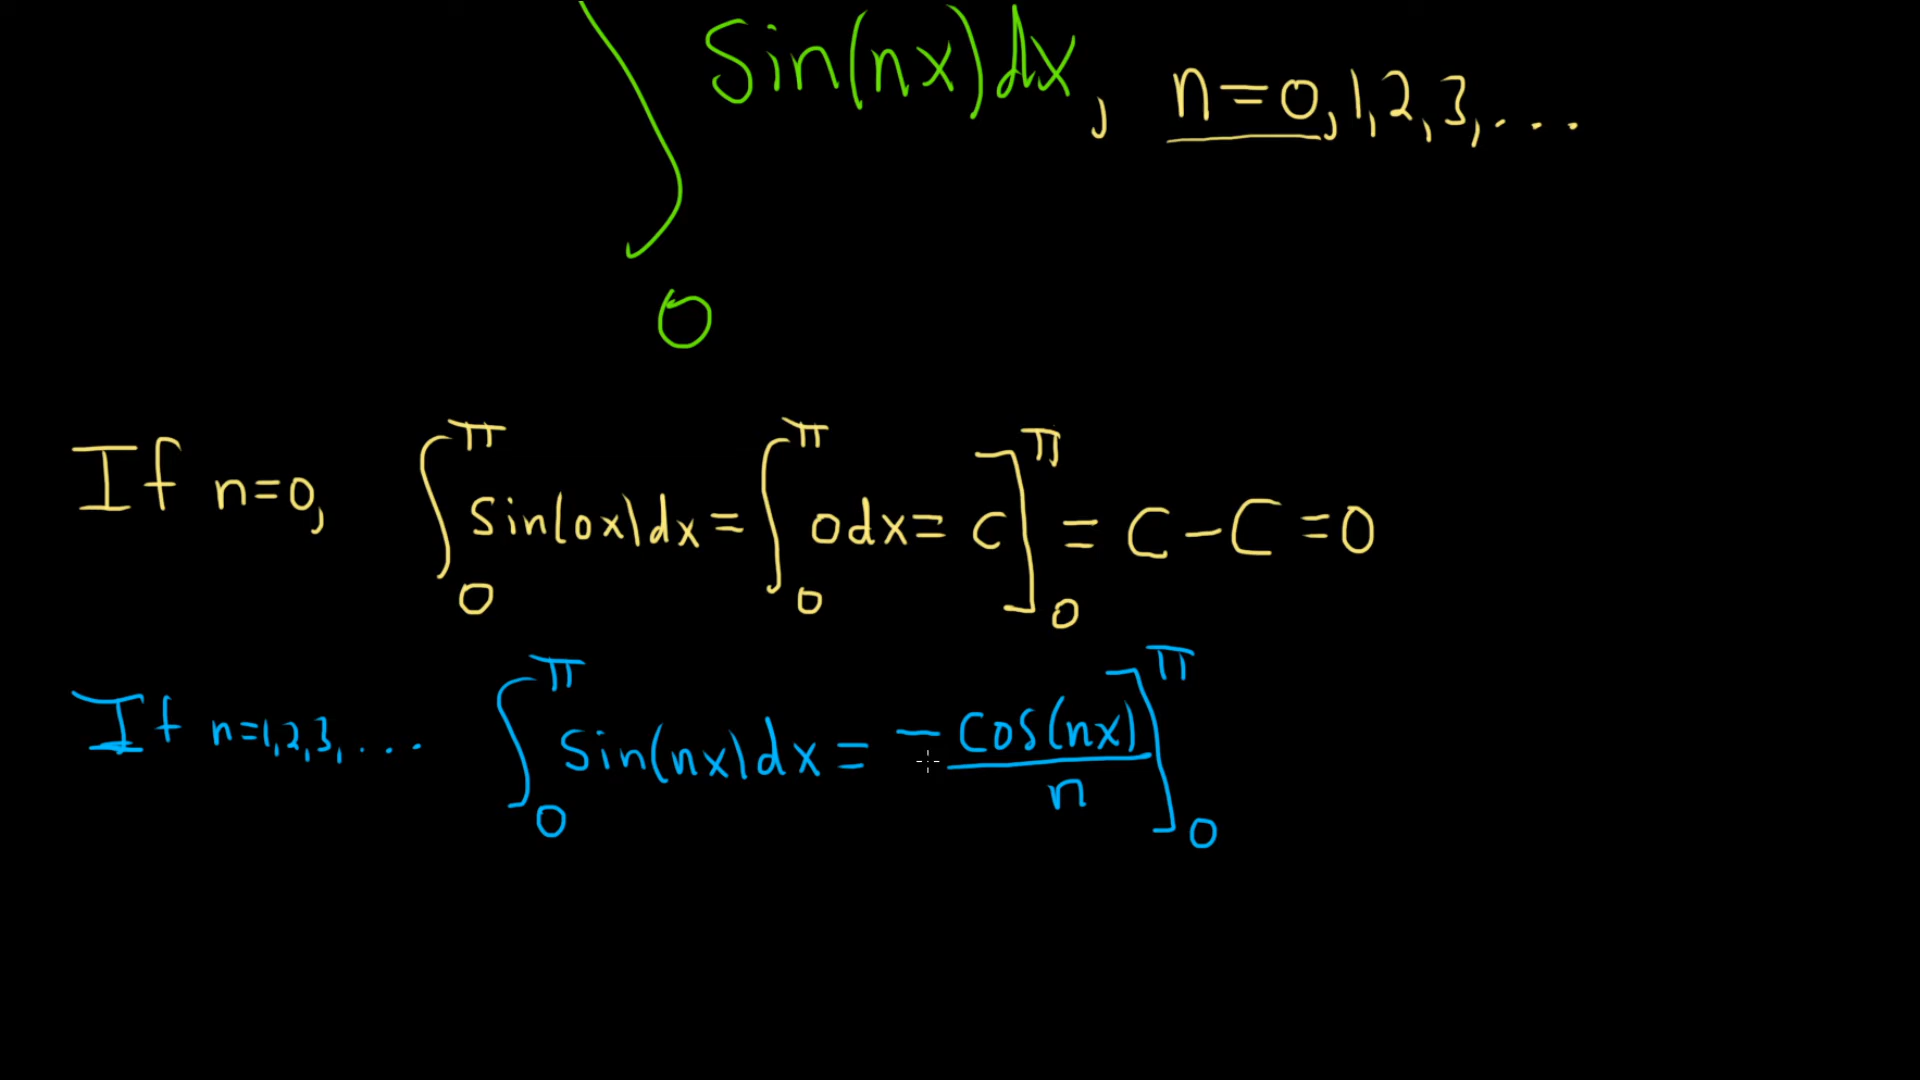 ∫₀ sin(nx)dx, n=0,1,2,3,...
If n=0, ∫₀^π sin(0x)dx = ∫₀^π 0dx = C]₀^π = C-C=0
If n=1,2,3,... ∫₀^π sin(nx)dx = -cos(nx)/n]₀^π